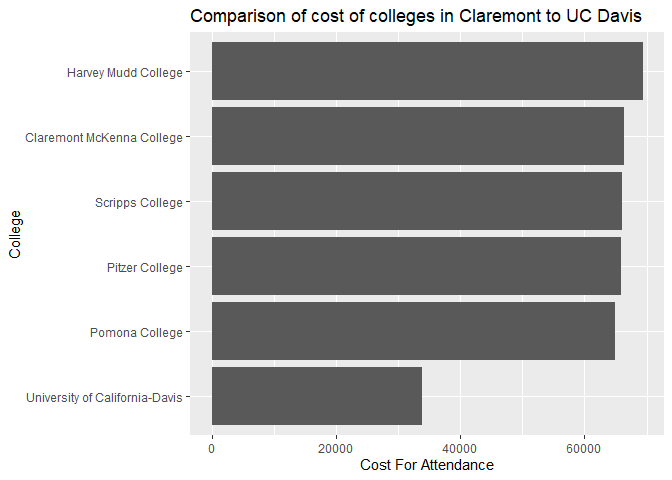 Comparison of cost of colleges in Claremont to UC Davis
College
Harvey Mudd College
Claremont McKenna College
Scripps College
Pitzer College
Pomona College
University of California-Davis
0 20000 40000 60000
Cost For Attendance